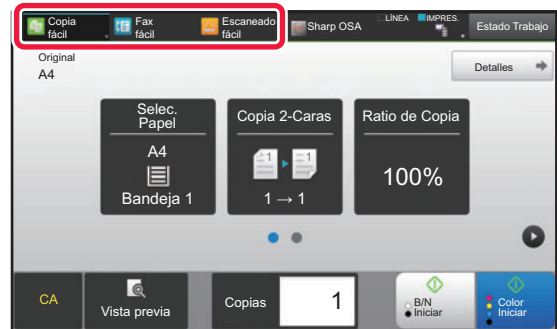 Copia
fácil
Fax
fácil
Escaneado
fácil
Sharp OSA
LÍNEA
IMPRES.
Estado Trabajo
Original
A4
Detalles
Selec.
Papel
A4
Bandeja 1
Copia 2-Caras
1
1
1 → 1
Ratio de Copia
100%
CA
Vista previa
Copias
1
B/N
Iniciar
Color
Iniciar